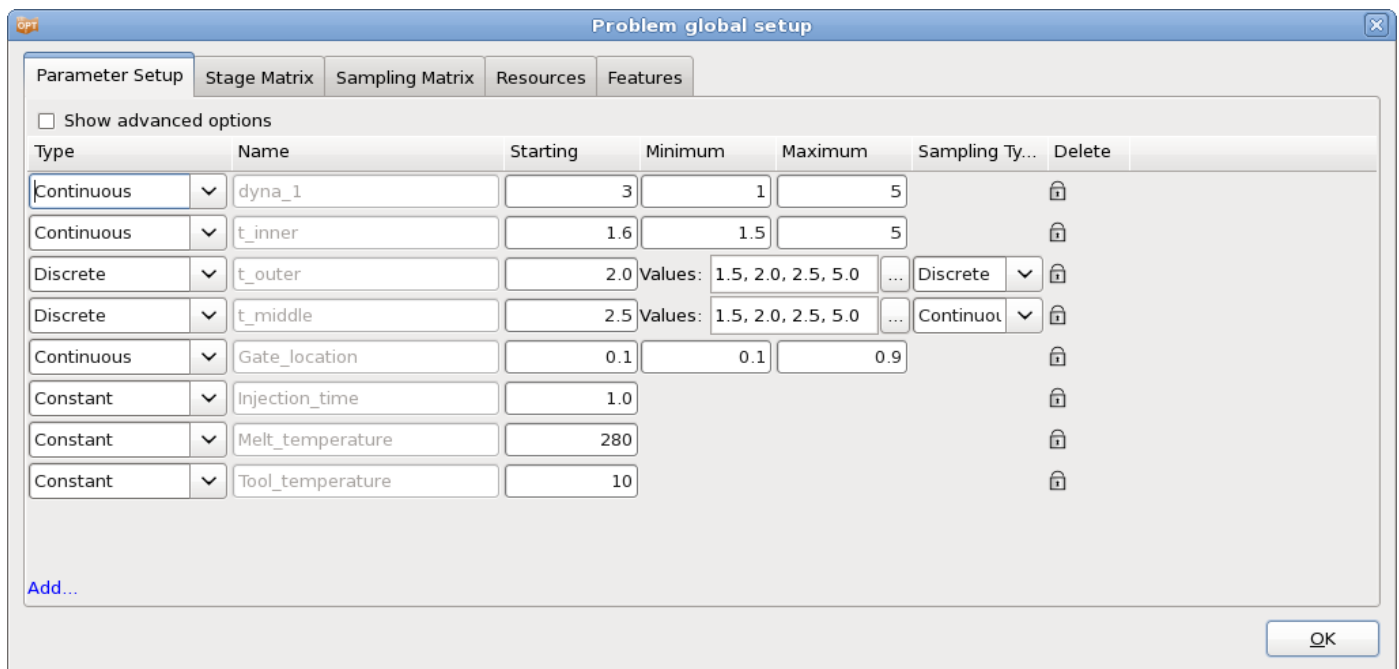 OPT Problem global setup
Parameter Setup Stage Matrix Sampling Matrix Resources Features
Show advanced options
Type Name Starting Minimum Maximum Sampling Ty... Delete
Continuous dyna_1 3 1 5
Continuous t_inner 1.6 1.5 5
Discrete t_outer 2.0 Values: 1.5, 2.0, 2.5, 5.0 ... Discrete
Discrete t_middle 2.5 Values: 1.5, 2.0, 2.5, 5.0 ... Continuou
Continuous Gate_location 0.1 0.1 0.9
Constant Injection_time 1.0
Constant Melt_temperature 280
Constant Tool_temperature 10
Add...
OK